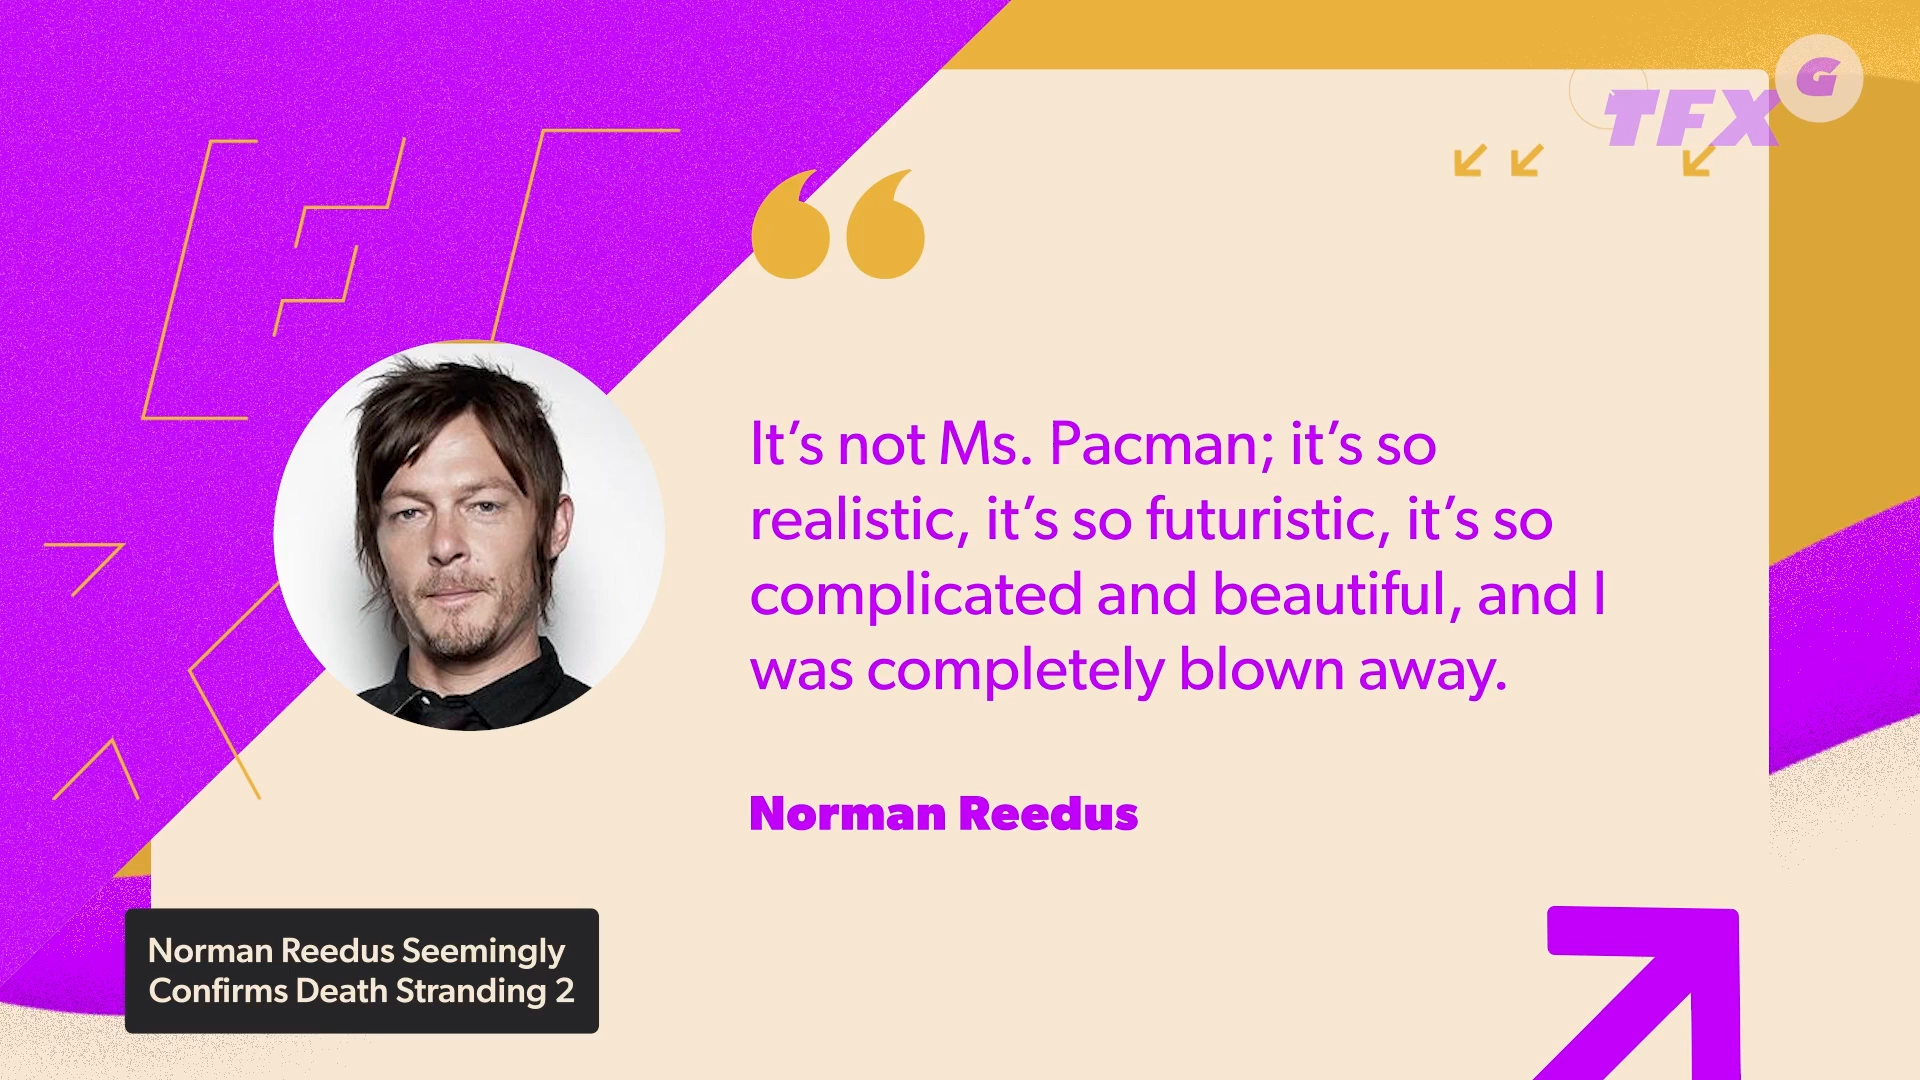 TFX
G
It’s not Ms. Pacman; it’s so
realistic, it’s so futuristic, it’s so
complicated and beautiful, and I
was completely blown away.
Norman Reedus
Norman Reedus Seemingly
Confirms Death Stranding 2